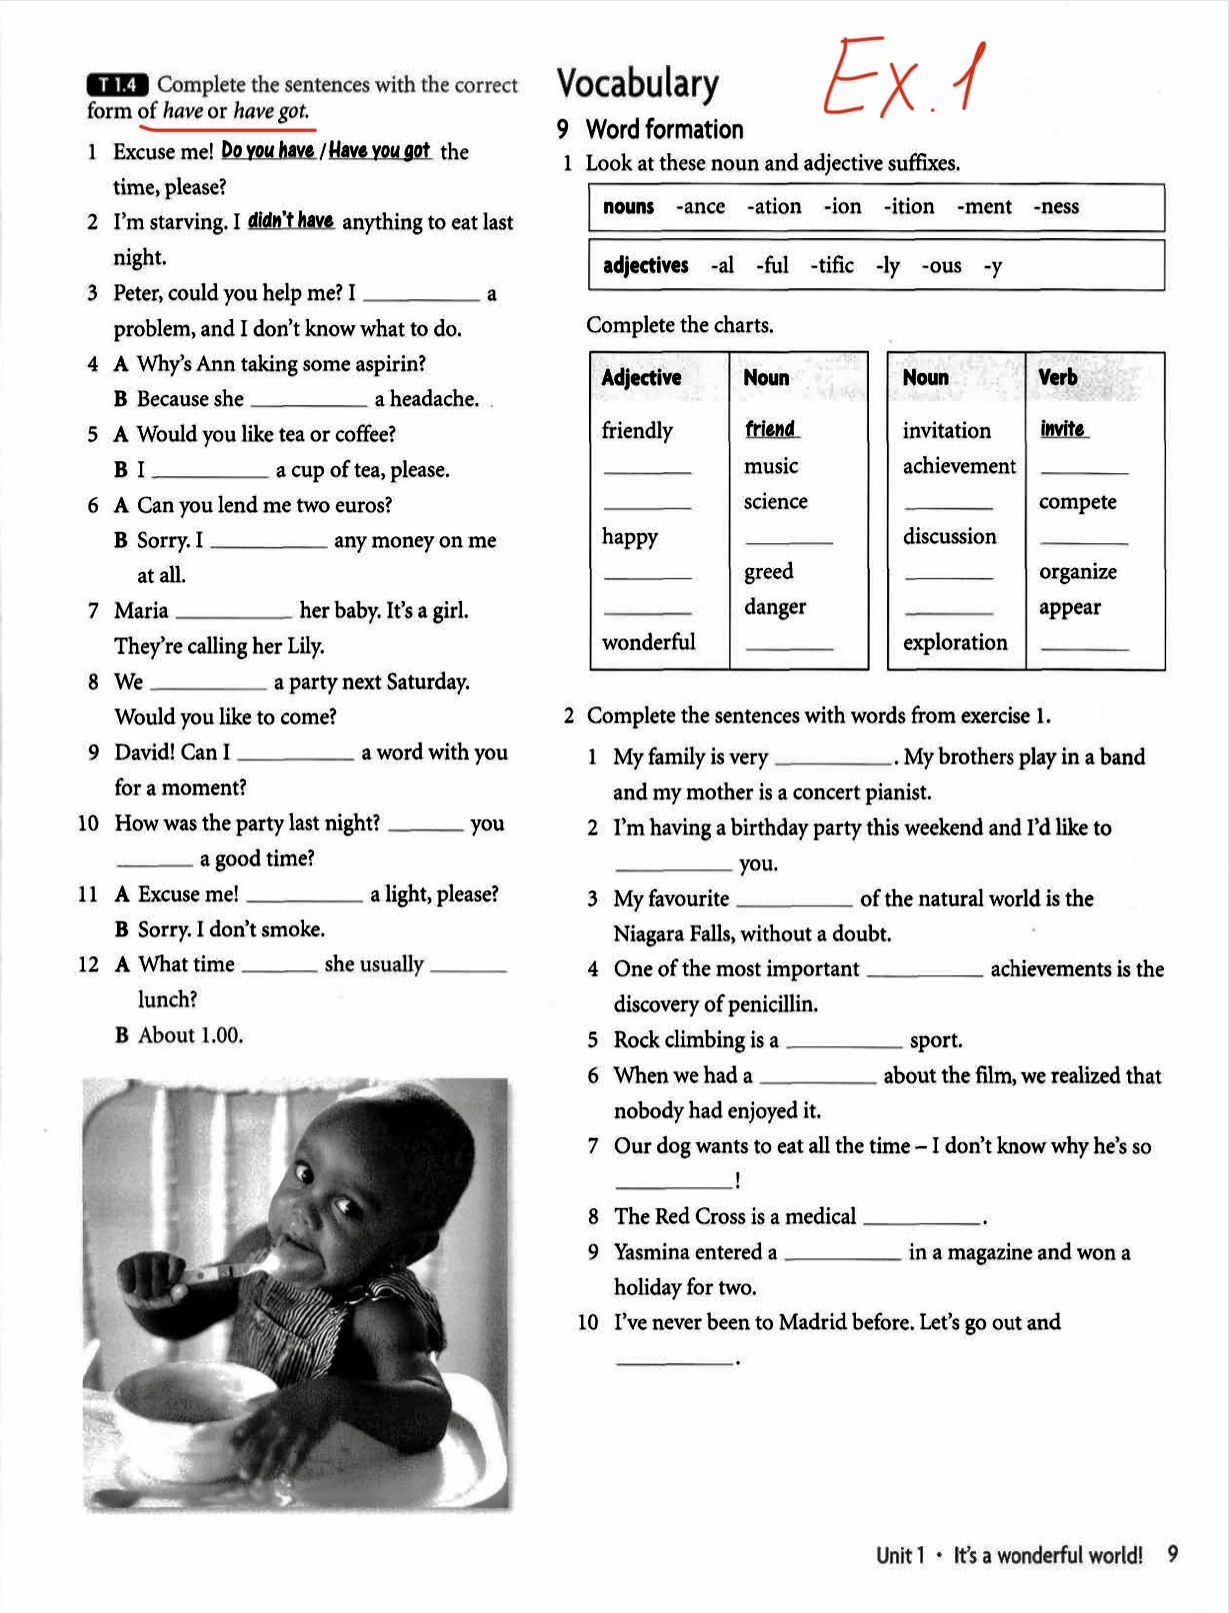 T 1.4 Complete the sentences with the correct
form of have or have got.
1 Excuse me! Do you have / Have you got the
time, please?
2 I'm starving. I didn't have anything to eat last
night.
3 Peter, could you help me? I __________ a
problem, and I don't know what to do.
4 A Why's Ann taking some aspirin?
B Because she __________ a headache.
5 A Would you like tea or coffee?
B I __________ a cup of tea, please.
6 A Can you lend me two euros?
B Sorry. I __________ any money on me
at all.
7 Maria __________ her baby. It's a girl.
They're calling her Lily.
8 We __________ a party next Saturday.
Would you like to come?
9 David! Can I __________ a word with you
for a moment?
10 How was the party last night? ______ you
______ a good time?
11 A Excuse me! __________ a light, please?
B Sorry. I don't smoke.
12 A What time ______ she usually ______
lunch?
B About 1.00.
Ex. 1
Vocabulary
9 Word formation
1 Look at these noun and adjective suffixes.
nouns -ance -ation -ion -ition -ment -ness
adjectives -al -ful -tific -ly -ous -y
Complete the charts.
Adjective Noun
friendly friend
________ music
________ science
happy ________
________ greed
________ danger
wonderful ________
Noun Verb
invitation invite
achievement ________
________ compete
discussion ________
________ organize
________ appear
exploration ________
2 Complete the sentences with words from exercise 1.
1 My family is very __________. My brothers play in a band
and my mother is a concert pianist.
2 I'm having a birthday party this weekend and I'd like to
__________ you.
3 My favourite __________ of the natural world is the
Niagara Falls, without a doubt.
4 One of the most important __________ achievements is the
discovery of penicillin.
5 Rock climbing is a __________ sport.
6 When we had a __________ about the film, we realized that
nobody had enjoyed it.
7 Our dog wants to eat all the time – I don't know why he's so
__________!
8 The Red Cross is a medical __________.
9 Yasmina entered a __________ in a magazine and won a
holiday for two.
10 I've never been to Madrid before. Let's go out and
__________.
Unit 1 • It's a wonderful world! 9